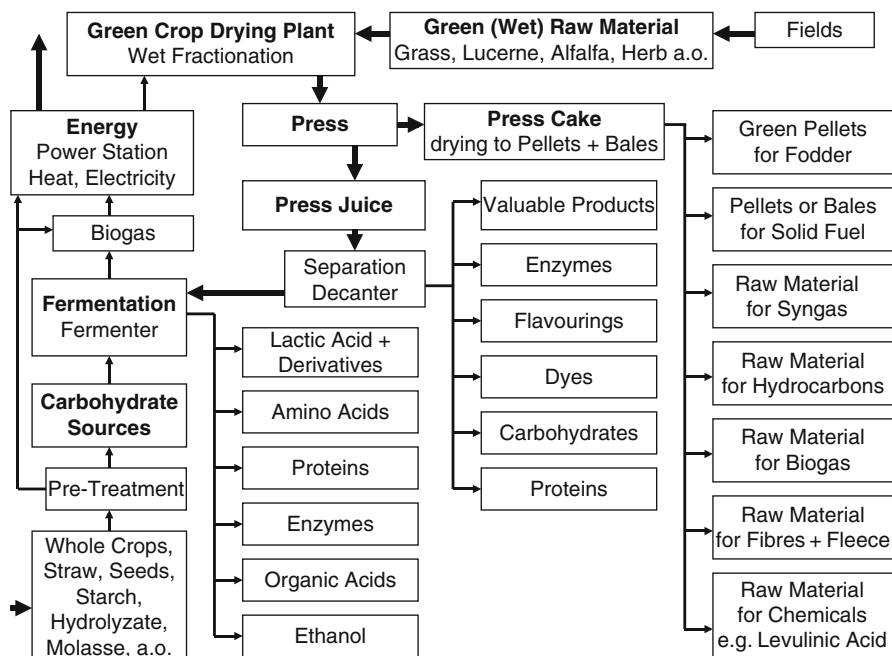 Green Crop Drying Plant
Wet Fractionation
Green (Wet) Raw Material
Grass, Lucerne, Alfalfa, Herb a.o.
Fields
Energy
Power Station
Heat, Electricity
Press
Press Cake
drying to Pellets + Bales
Green Pellets
for Fodder
Press Juice
Valuable Products
Pellets or Bales
for Solid Fuel
Biogas
Separation
Decanter
Enzymes
Raw Material
for Syngas
Fermentation
Fermenter
Flavourings
Lactic Acid +
Derivatives
Dyes
Raw Material
for Hydrocarbons
Carbohydrate
Sources
Amino Acids
Carbohydrates
Raw Material
for Biogas
Pre-Treatment
Proteins
Proteins
Raw Material
for Fibres + Fleece
Whole Crops,
Straw, Seeds,
Starch,
Hydrolyzate,
Molasse, a.o.
Enzymes
Organic Acids
Ethanol
Raw Material
for Chemicals
e.g. Levulinic Acid